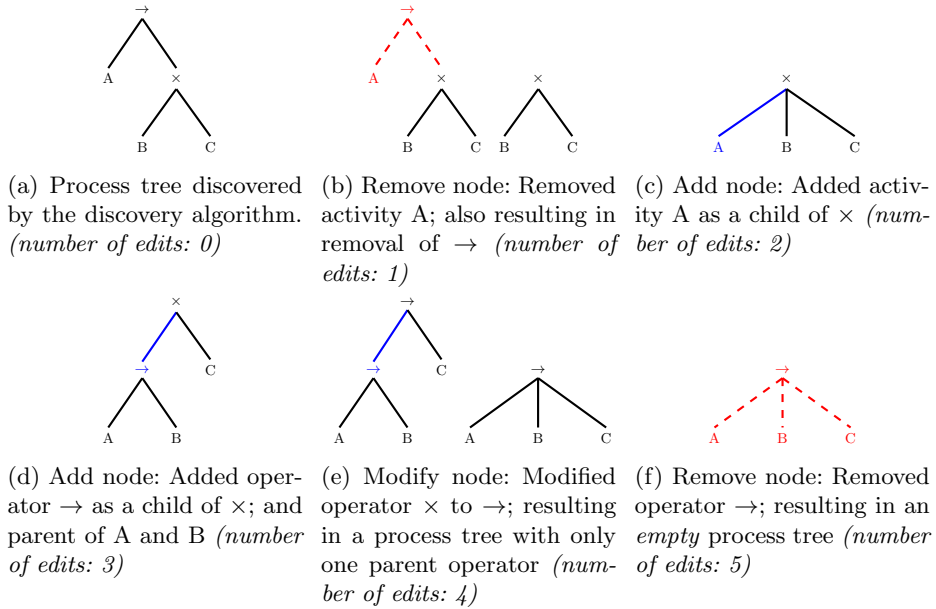 →
A
×
B
C
(a) Process tree discovered
by the discovery algorithm.
(number of edits: 0)
→
A
×
B
C
×
B
C
(b) Remove node: Removed
activity A; also resulting in
removal of → (number of
edits: 1)
×
A
B
C
(c) Add node: Added activ-
ity A as a child of × (num-
ber of edits: 2)
×
→
C
A
B
(d) Add node: Added oper-
ator → as a child of ×; and
parent of A and B (number
of edits: 3)
→
→
C
A
B
→
A
B
C
(e) Modify node: Modified
operator × to →; resulting
in a process tree with only
one parent operator (num-
ber of edits: 4)
→
A
B
C
(f) Remove node: Removed
operator →; resulting in an
empty process tree (number
of edits: 5)